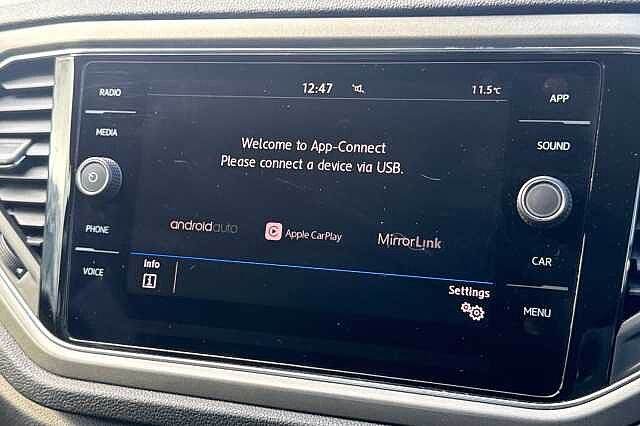 RADIO
MEDIA
PHONE
VOICE
12:47
11.5°C
Welcome to App-Connect
Please connect a device via USB.
androidauto
Apple CarPlay
MirrorLink
Info
Settings
APP
SOUND
CAR
MENU